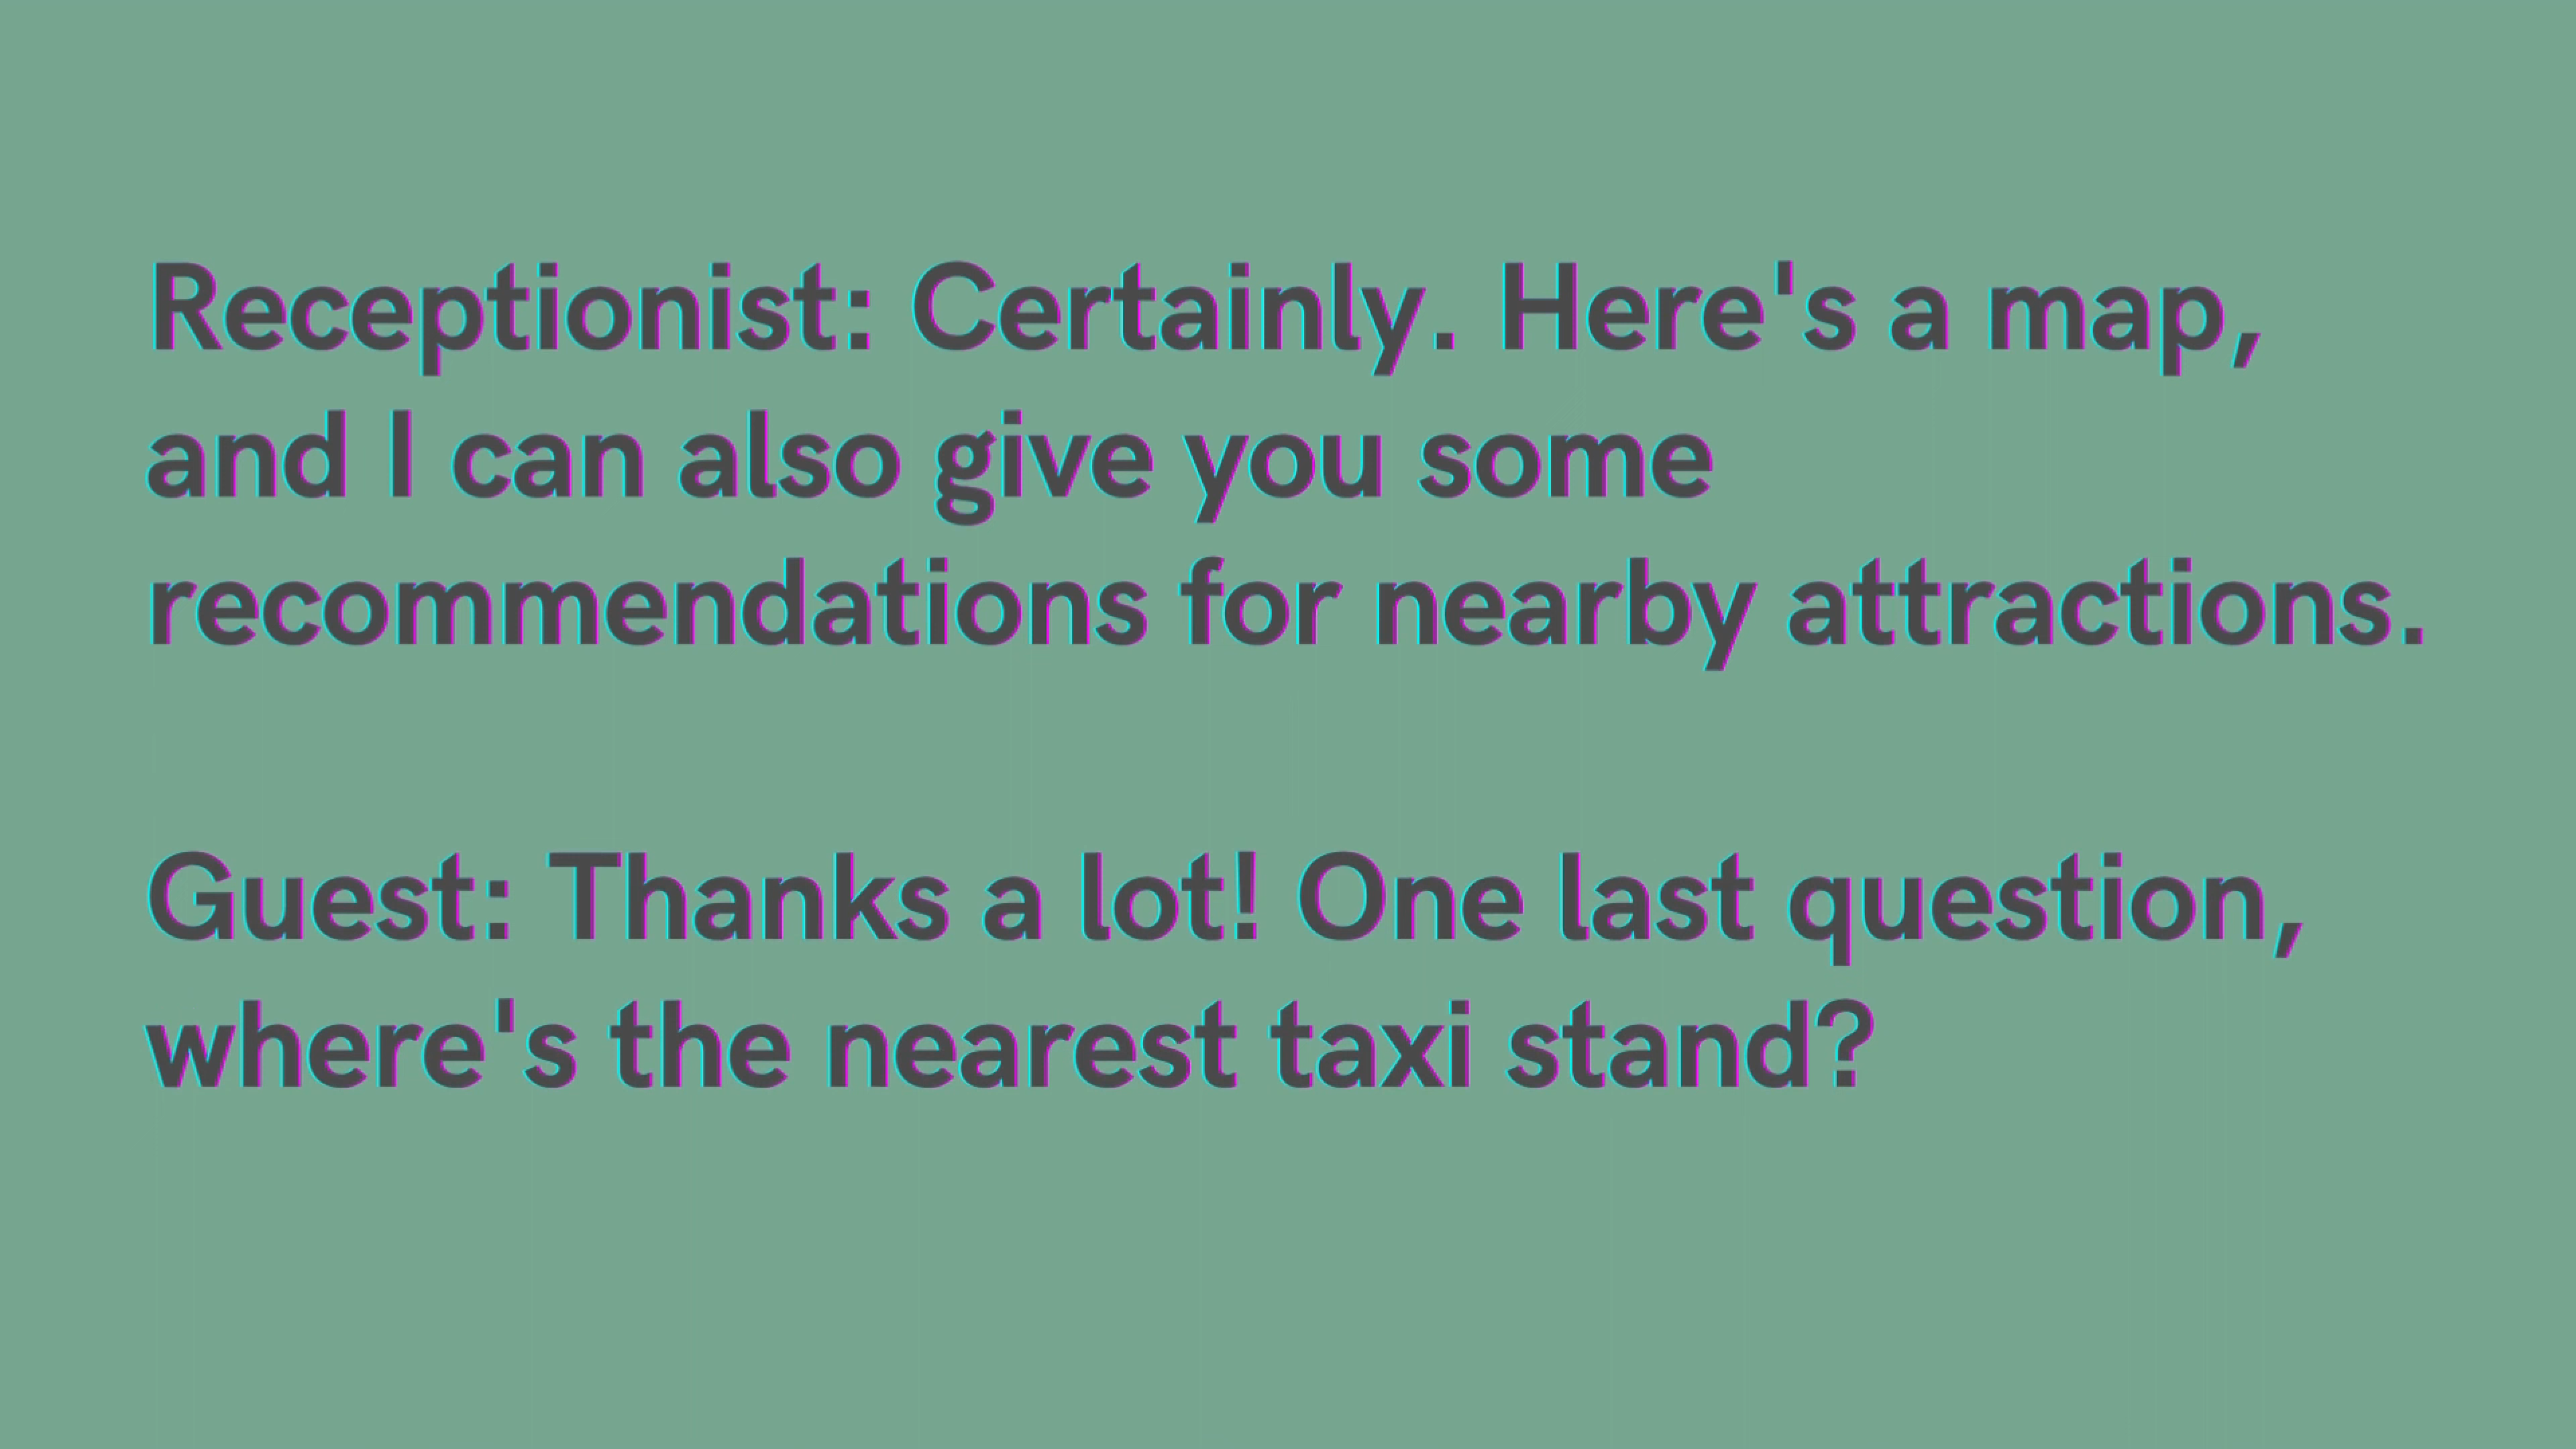 Receptionist: Certainly. Here's a map,
and I can also give you some
recommendations for nearby attractions.
Guest: Thanks a lot! One last question,
where's the nearest taxi stand?